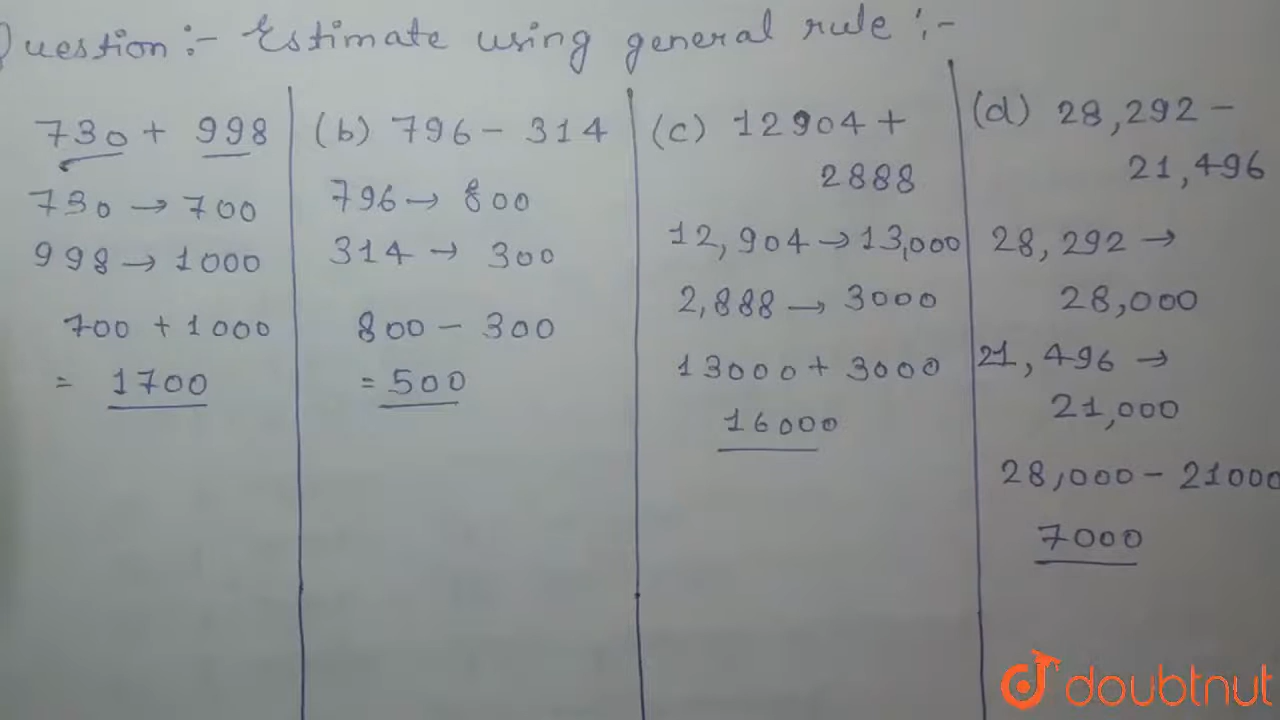 Question :- Estimate using general rule :-
730 + 998
730 → 700
998 → 1000
700 + 1000
= 1700
(b) 796 - 314
796 → 800
314 → 300
800 - 300
= 500
(c) 12904 +
2888
12,904 → 13,000
2,888 → 3000
13000 + 3000
16000
(d) 28,292 -
21,496
28,292 →
28,000
21,496 →
21,000
28,000 - 21000
7000
doubtnut